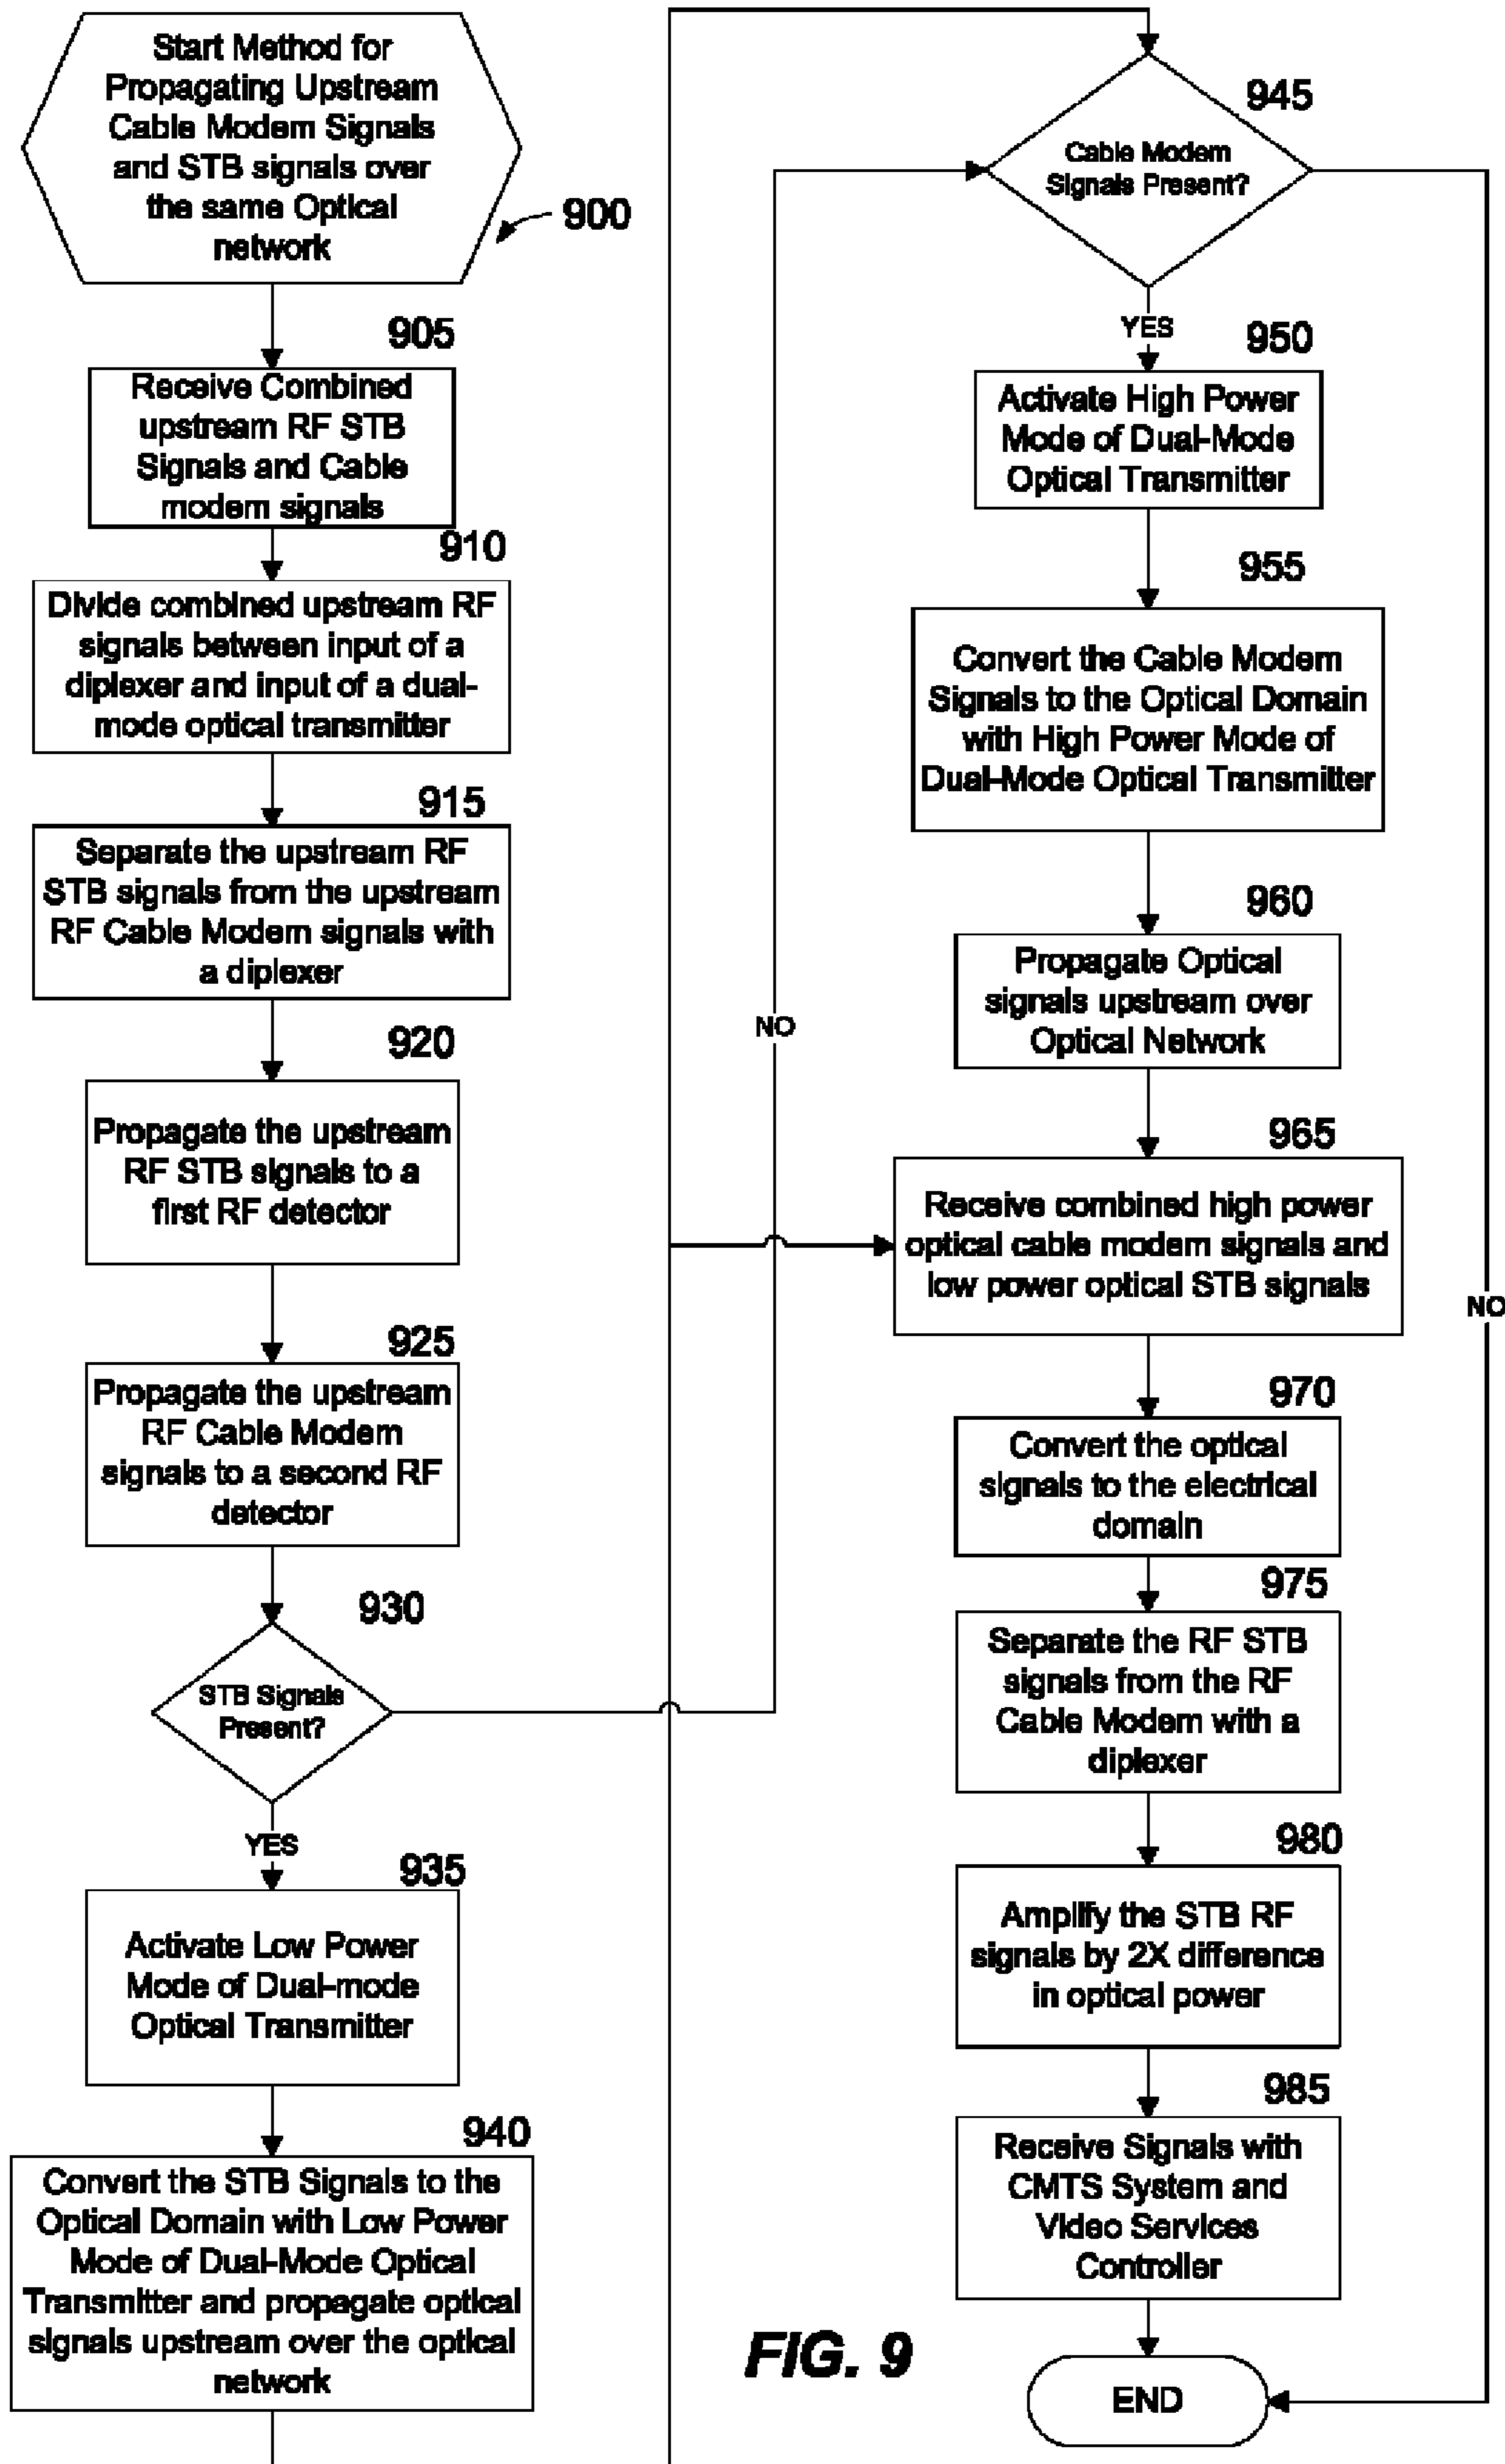 Start Method for
Propagating Upstream
Cable Modem Signals
and STB signals over
the same Optical
network
900
905
Receive Combined
upstream RF STB
Signals and Cable
modem signals
910
Divide combined upstream RF
signals between input of a
diplexer and input of a dual-
mode optical transmitter
915
Separate the upstream RF
STB signals from the upstream
RF Cable Modem signals with
a diplexer
920
Propagate the upstream
RF STB signals to a
first RF detector
925
Propagate the upstream
RF Cable Modem
signals to a second RF
detector
930
STB Signals
Present?
NO
YES
935
Activate Low Power
Mode of Dual-mode
Optical Transmitter
940
Convert the STB Signals to the
Optical Domain with Low Power
Mode of Dual-Mode Optical
Transmitter and propagate optical
signals upstream over the optical
network
945
Cable Modem
Signals Present?
NO
YES
950
Activate High Power
Mode of Dual-Mode
Optical Transmitter
955
Convert the Cable Modem
Signals to the Optical Domain
with High Power Mode of
Dual-Mode Optical Transmitter
960
Propagate Optical
signals upstream over
Optical Network
965
Receive combined high power
optical cable modem signals and
low power optical STB signals
970
Convert the optical
signals to the electrical
domain
975
Separate the RF STB
signals from the RF
Cable Modem with a
diplexer
980
Amplify the STB RF
signals by 2X difference
in optical power
985
Receive Signals with
CMTS System and
Video Services
Controller
END
FIG. 9